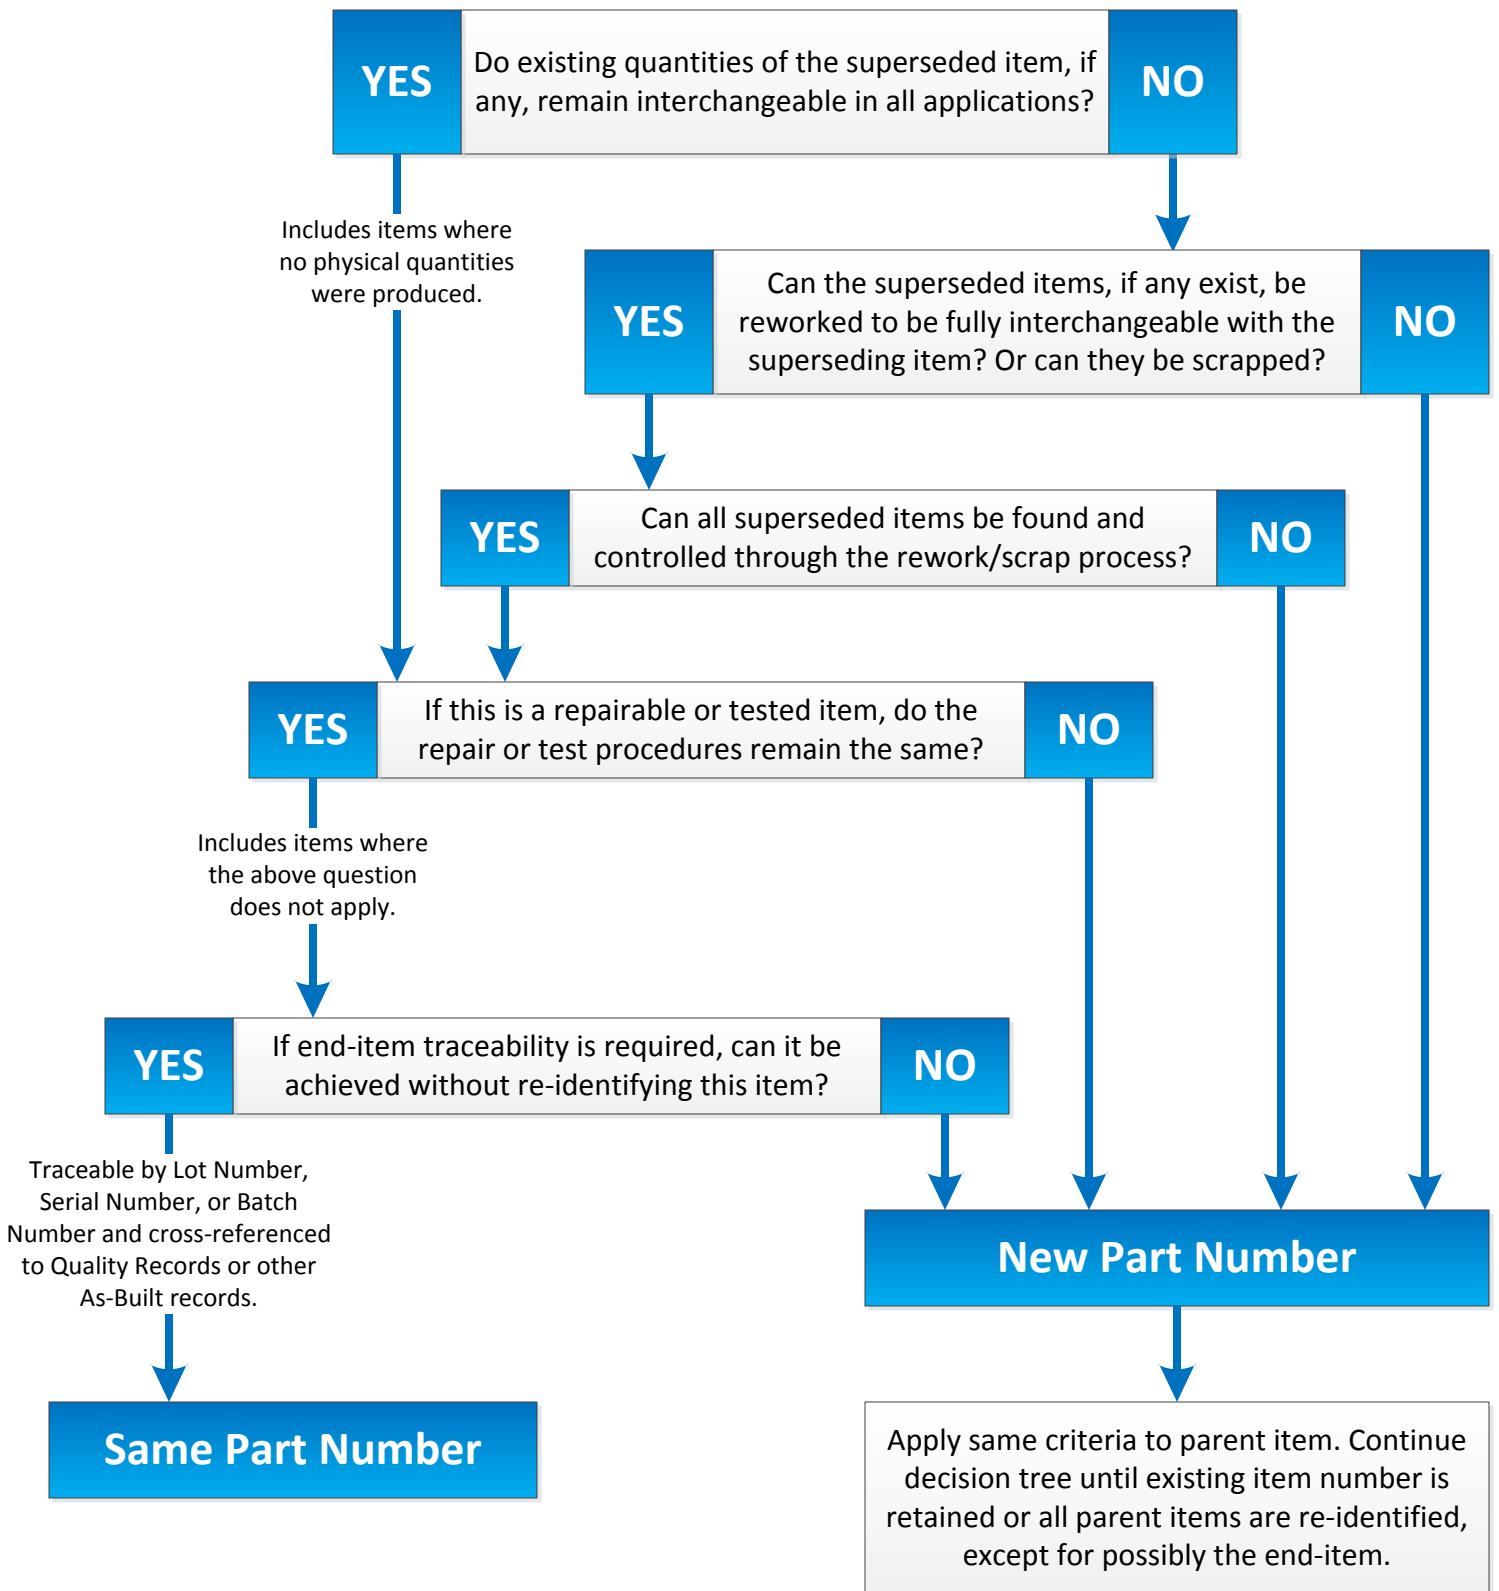 YES
Do existing quantities of the superseded item, if
any, remain interchangeable in all applications?
NO
Includes items where
no physical quantities
were produced.
YES
Can the superseded items, if any exist, be
reworked to be fully interchangeable with the
superseding item? Or can they be scrapped?
NO
YES
Can all superseded items be found and
controlled through the rework/scrap process?
NO
YES
If this is a repairable or tested item, do the
repair or test procedures remain the same?
NO
Includes items where
the above question
does not apply.
YES
If end-item traceability is required, can it be
achieved without re-identifying this item?
NO
Traceable by Lot Number,
Serial Number, or Batch
Number and cross-referenced
to Quality Records or other
As-Built records.
New Part Number
Same Part Number
Apply same criteria to parent item. Continue
decision tree until existing item number is
retained or all parent items are re-identified,
except for possibly the end-item.